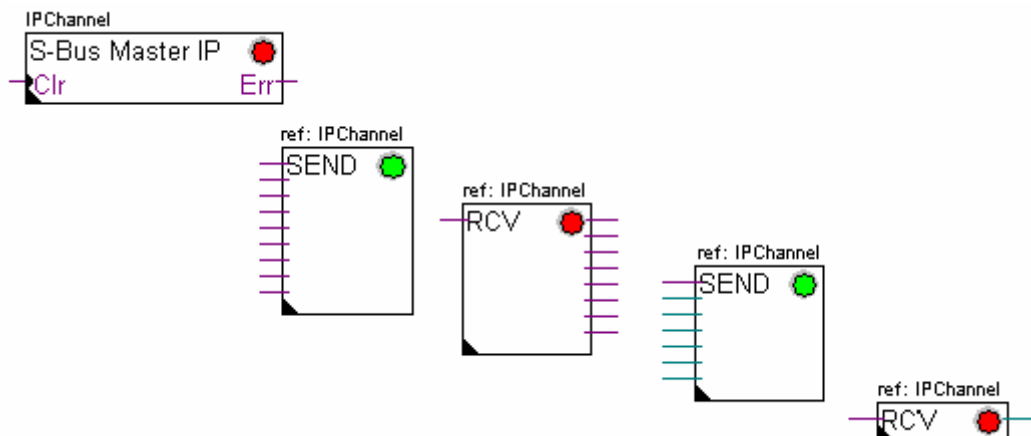 IPChannel
S-Bus Master IP
Clr Err
ref: IPChannel
SEND
ref: IPChannel
RCV
ref: IPChannel
SEND
ref: IPChannel
RCV